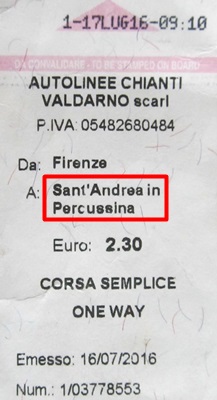 1-17LUG16-09:10
DA CONVALIDARE - TO BE STAMPED ON BOARD
AUTOLINEE CHIANTI
VALDARNO scarl
P.IVA: 05482680484
Da: Firenze
A: Sant'Andrea in
Percussina
Euro: 2.30
CORSA SEMPLICE
ONE WAY
Emesso: 16/07/2016
Num.: 1/03778553